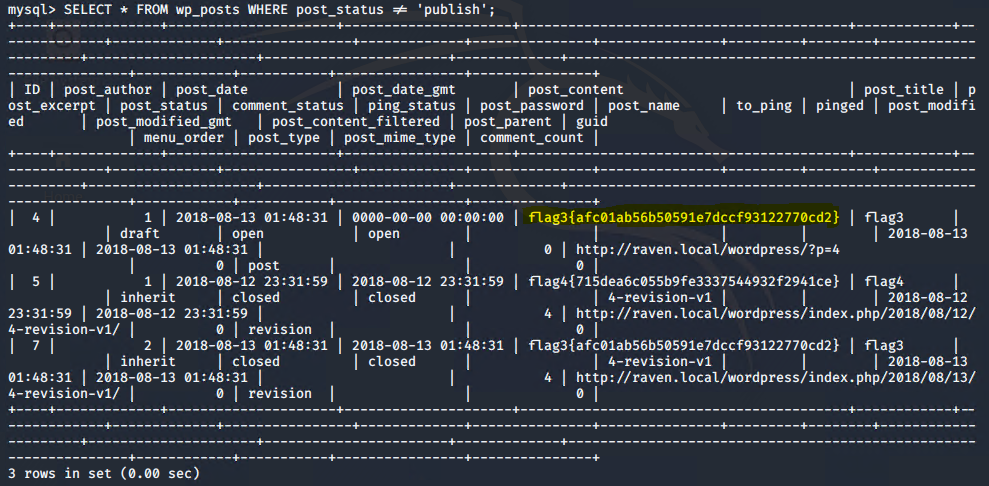 mysql> SELECT * FROM wp_posts WHERE post_status != 'publish';
+----+-------------+---------------------+---------------------+----------------------------------------+------------+--
-------------+-------------+----------------+-------------+---------------+---------------+---------+--------+----------
----------+---------------------+-----------------------+-------------+-------------------------------------------------
---------------+------------+-----------+----------------+---------------+
| ID | post_author | post_date | post_date_gmt | post_content | post_title | p
ost_excerpt | post_status | comment_status | ping_status | post_password | post_name | to_ping | pinged | post_modifi
ed | post_modified_gmt | post_content_filtered | post_parent | guid
| menu_order | post_type | post_mime_type | comment_count |
+----+-------------+---------------------+---------------------+----------------------------------------+------------+--
-------------+-------------+----------------+-------------+---------------+---------------+---------+--------+----------
----------+---------------------+-----------------------+-------------+-------------------------------------------------
---------------+------------+-----------+----------------+---------------+
| 4 | 1 | 2018-08-13 01:48:31 | 0000-00-00 00:00:00 | flag3{afc01ab56b50591e7dccf93122770cd2} | flag3 |
| draft | open | open | | | | | 2018-08-13
01:48:31 | 2018-08-13 01:48:31 | | 0 | http://raven.local/wordpress/?p=4
| 0 | post | | 0 |
| 5 | 1 | 2018-08-12 23:31:59 | 2018-08-12 23:31:59 | flag4{715dea6c055b9fe3337544932f2941ce} | flag4 |
| inherit | closed | closed | | 4-revision-v1 | | | 2018-08-12
23:31:59 | 2018-08-12 23:31:59 | | 4 | http://raven.local/wordpress/index.php/2018/08/12/
4-revision-v1/ | 0 | revision | | 0 |
| 7 | 2 | 2018-08-13 01:48:31 | 2018-08-13 01:48:31 | flag3{afc01ab56b50591e7dccf93122770cd2} | flag3 |
| inherit | closed | closed | | 4-revision-v1 | | | 2018-08-13
01:48:31 | 2018-08-13 01:48:31 | | 4 | http://raven.local/wordpress/index.php/2018/08/13/
4-revision-v1/ | 0 | revision | | 0 |
+----+-------------+---------------------+---------------------+----------------------------------------+------------+--
-------------+-------------+----------------+-------------+---------------+---------------+---------+--------+----------
----------+---------------------+-----------------------+-------------+-------------------------------------------------
---------------+------------+-----------+----------------+---------------+
3 rows in set (0.00 sec)